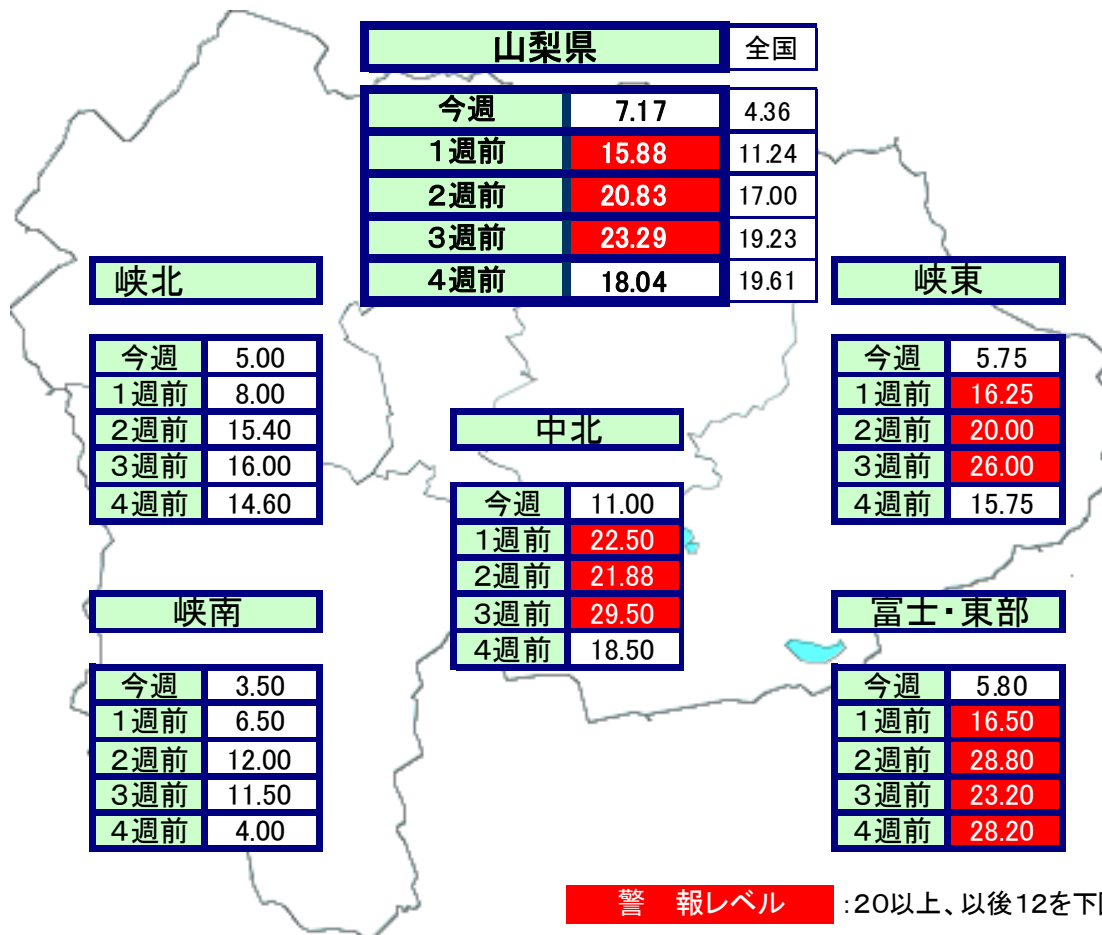 山梨県 全国
今週 7.17 4.36
1週前 15.88 11.24
2週前 20.83 17.00
3週前 23.29 19.23
4週前 18.04 19.61
峡北
今週 5.00
1週前 8.00
2週前 15.40
3週前 16.00
4週前 14.60
峡東
今週 5.75
1週前 16.25
2週前 20.00
3週前 26.00
4週前 15.75
中北
今週 11.00
1週前 22.50
2週前 21.88
3週前 29.50
4週前 18.50
峡南
今週 3.50
1週前 6.50
2週前 12.00
3週前 11.50
4週前 4.00
富士・東部
今週 5.80
1週前 16.50
2週前 28.80
3週前 23.20
4週前 28.20
警 報レベル :20以上、以後12を下